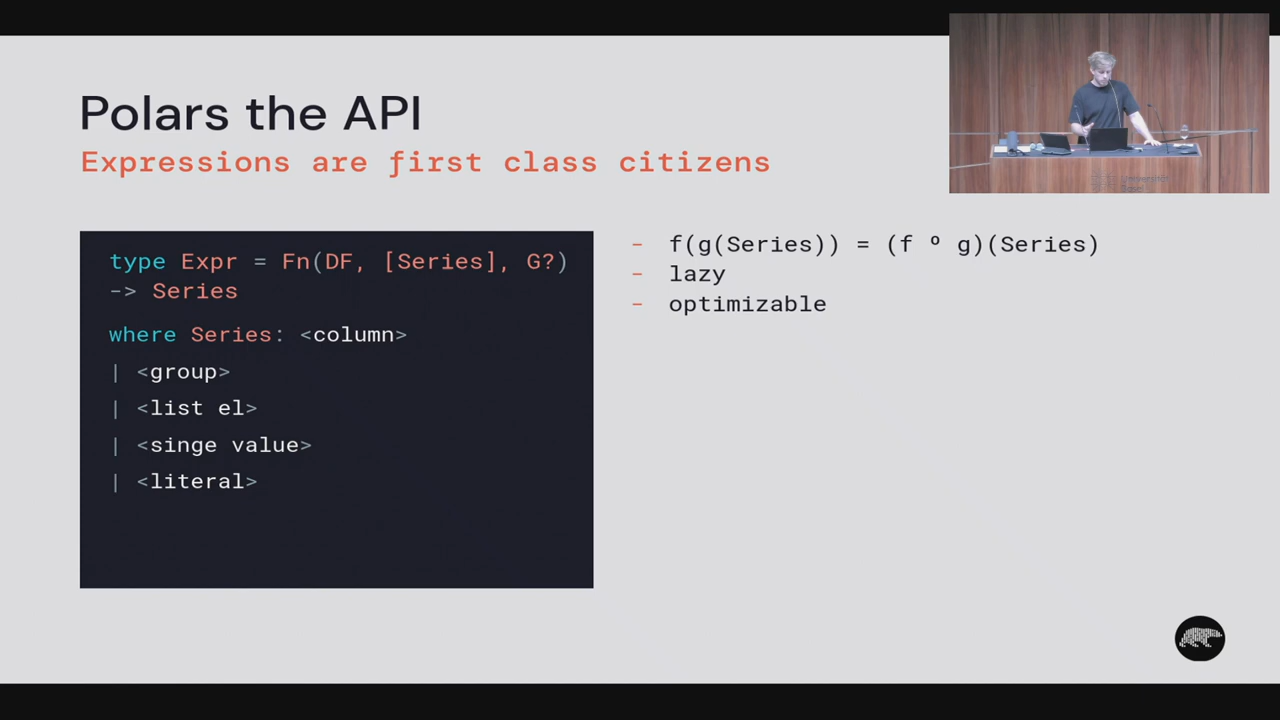 Polars the API
Expressions are first class citizens
type Expr = Fn(DF, [Series], G?)
-> Series
where Series: <column>
| <group>
| <list el>
| <singe value>
| <literal>
- f(g(Series)) = (f º g)(Series)
- lazy
- optimizable